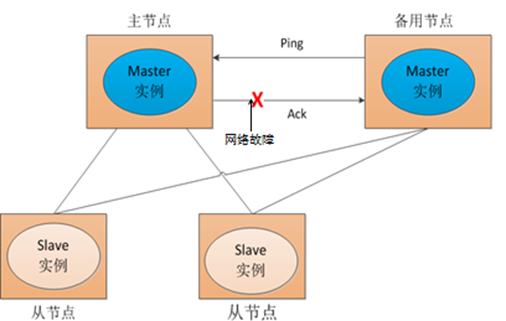 主节点
备用节点
Ping
Master
实例
Master
实例
X
Ack
网络故障
Slave
实例
Slave
实例
从节点
从节点